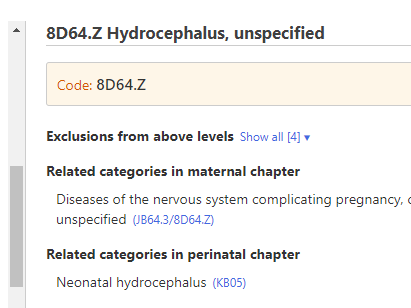 8D64.Z Hydrocephalus, unspecified
Code: 8D64.Z
Exclusions from above levels Show all [4] ▾
Related categories in maternal chapter
Diseases of the nervous system complicating pregnancy,
unspecified (JB64.3/8D64.Z)
Related categories in perinatal chapter
Neonatal hydrocephalus (KB05)